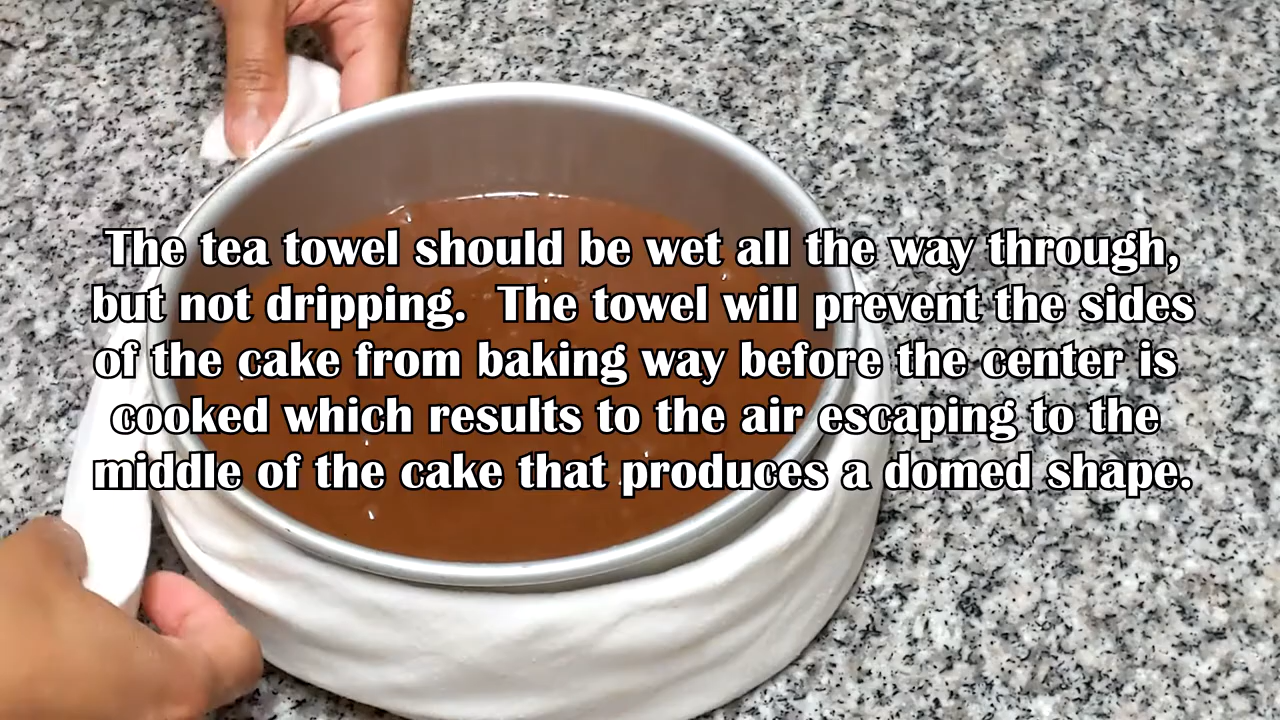 The tea towel should be wet all the way through,
but not dripping.  The towel will prevent the sides
of the cake from baking way before the center is
cooked which results to the air escaping to the
middle of the cake that produces a domed shape.